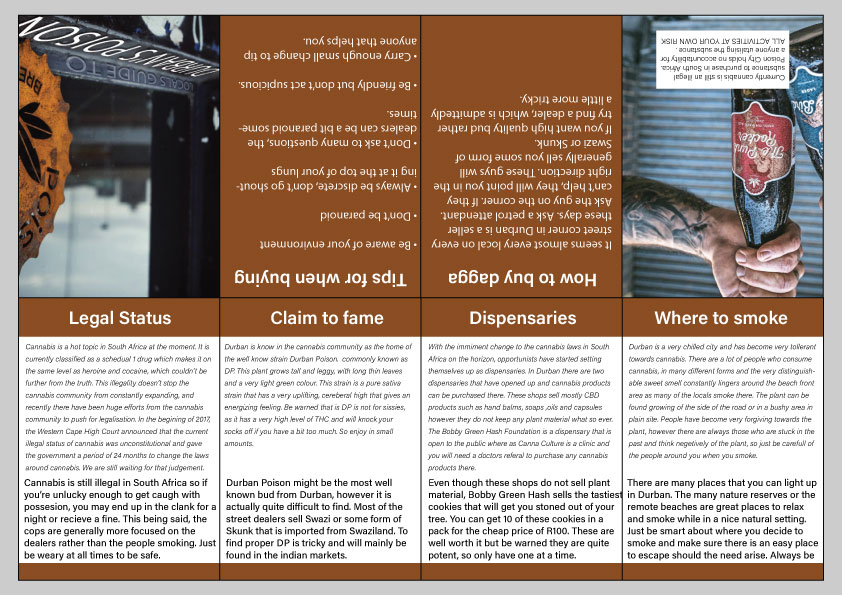 Currently cannabis is still an illegal
substance to purchase in South Africa.
Poison City holds no accountability for
a anyone utalising the substance .
ALL ACTIVITIES AT YOUR OWN RISK
The Punk
Rocker
How to buy dagga
It seems almost every local on every
street corner in Durban is a seller
these days. Ask a petrol attendant.
Ask the guy on the corner. If they
can't help, they will point you in the
right direction. These guys will
generally sell you some form of
Swazi or Skunk.
If you want high quality bud rather
try find a dealer, which is admittedly
a little more tricky.
Tips for when buying
• Be aware of your environment
• Don't be paranoid
• Always be discrete, don't go shout-
ing it at the top of your lungs
• Don't ask to many questions, the
dealers can be a bit paranoid some-
times.
• Be friendly but don't act supicious.
• Carry enough small change to tip
anyone that helps you.
LOCALS GUIDE TO
DURBAN'S POISON
Legal Status
Cannabis is a hot topic in South Africa at the moment. It is
currently classified as a schedual 1 drug which makes it on
the same level as heroine and cocaine, which couldn't be
further from the truth. This illegality doesn't stop the
cannabis community from constantly expanding, and
recently there have been huge efforts from the cannabis
community to push for legalisation. In the begining of 2017,
the Western Cape High Court announced that the current
illegal status of cannabis was unconstitutional and gave
the government a period of 24 months to change the laws
around cannabis. We are still waiting for that judgement.
Cannabis is still illegal in South Africa so if
you're unlucky enough to get caugh with
possesion, you may end up in the clank for a
night or recieve a fine. This being said, the
cops are generally more focused on the
dealers rather than the people smoking. Just
be weary at all times to be safe.
Claim to fame
Durban is know in the cannabis community as the home of
the well know strain Durban Poison. commonly known as
DP. This plant grows tall and leggy, with long thin leaves
and a very light green colour. This strain is a pure sativa
strain that has a very uplifting, cerebral high that gives an
energizing feeling. Be warned that is DP is not for sissies,
as it has a very high level of THC and will knock your
socks off if you have a bit too much. So enjoy in small
amounts.
Durban Poison might be the most well
known bud from Durban, however it is
actually quite difficult to find. Most of the
street dealers sell Swazi or some form of
Skunk that is imported from Swaziland. To
find proper DP is tricky and will mainly be
found in the indian markets.
Dispensaries
With the immiment change to the cannabis laws in South
Africa on the horizon, opportunists have started setting
themselves up as dispensaries. In Durban there are two
dispensaries that have opened up and cannabis products
can be purchased there. These shops sell mostly CBD
products such as hand balms, soaps ,oils and capsules
however they do not keep any plant material what so ever.
The Bobby Green Hash Foundation is a dispensary that is
open to the public where as Canna Culture is a clinic and
you will need a doctors referal to purchase any cannabis
products there.
Even though these shops do not sell plant
material, Bobby Green Hash sells the tastiest
cookies that will get you stoned out of your
tree. You can get 10 of these cookies in a
pack for the cheap price of R100. These are
well worth it but be warned they are quite
potent, so only have one at a time.
Where to smoke
Durban is a very chilled city and has become very tollerant
towards cannabis. There are a lot of people who consume
cannabis, in many different forms and the very distinguish-
able sweet smell constantly lingers around the beach front
area as many of the locals smoke there. The plant can be
found growing of the side of the road or in a bushy area in
plain site. People have become very forgiving towards the
plant, however there are always those who are stuck in the
past and think negetively of the plant, so just be carefull of
the people around you when you smoke.
There are many places that you can light up
in Durban. The many nature reserves or the
remote beaches are great places to relax
and smoke while in a nice natural setting.
Just be smart about where you decide to
smoke and make sure there is an easy place
to escape should the need arise. Always be